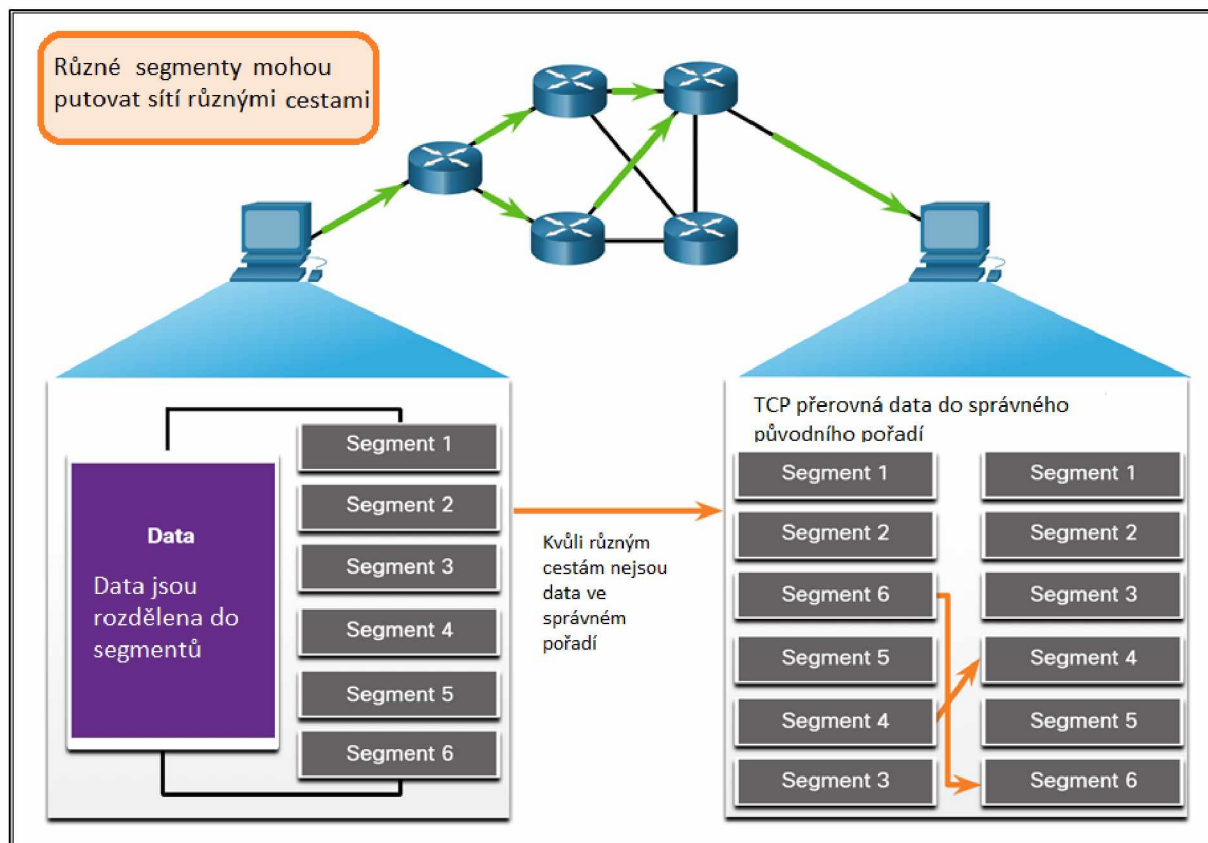 Různé segmenty mohou
putovat sítí různými cestami
Data
Data jsou
rozdělena do
segmentů
Segment 1
Segment 2
Segment 3
Segment 4
Segment 5
Segment 6
Kvůli různým
cestám nejsou
data ve
správném
pořadí
TCP přerovná data do správného
původního pořadí
Segment 1
Segment 2
Segment 6
Segment 5
Segment 4
Segment 3
Segment 1
Segment 2
Segment 3
Segment 4
Segment 5
Segment 6